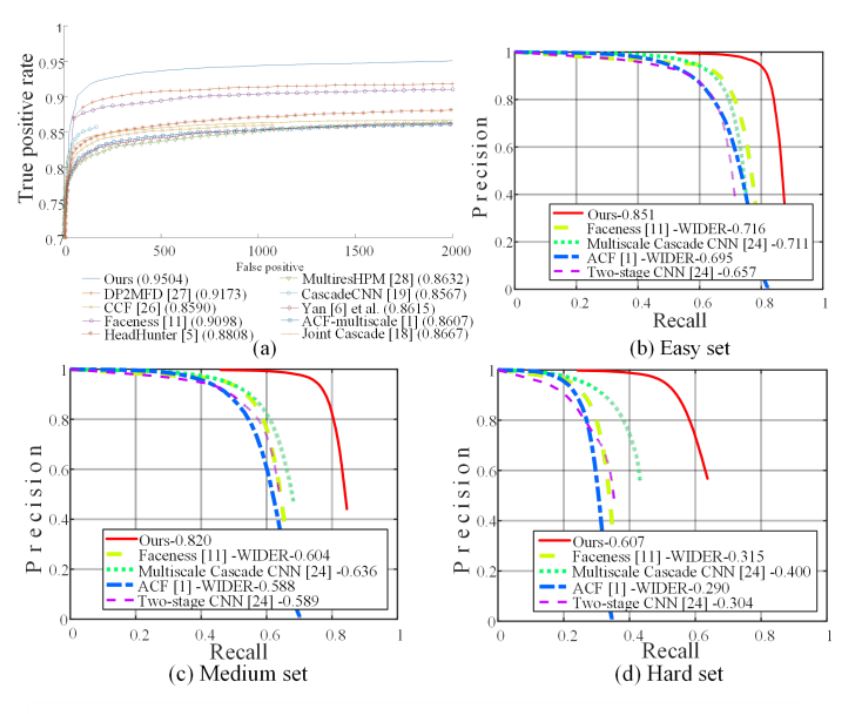 1
0.95
0.9
0.85
0.8
0.75
0.7
True positive rate
0 500 1000 1500 2000
False positive
Ours (0.9504)
DP2MFD [27] (0.9173)
CCF [26] (0.8590)
Faceness [11] (0.9098)
HeadHunter [5] (0.8808)
MultiresHPM [28] (0.8632)
CascadeCNN [19] (0.8567)
Yan [6] et al. (0.8615)
ACF-multiscale [1] (0.8607)
Joint Cascade [18] (0.8667)
(a)
1
0.8
0.6
0.4
0.2
0
Precision
Ours-0.851
Faceness [11] -WIDER-0.716
Multiscale Cascade CNN [24] -0.711
ACF [1] -WIDER-0.695
Two-stage CNN [24] -0.657
0 0.2 0.4 0.6 0.8 1
Recall
(b) Easy set
1
0.8
0.6
0.4
0.2
0
Precision
Ours-0.820
Faceness [11] -WIDER-0.604
Multiscale Cascade CNN [24] -0.636
ACF [1] -WIDER-0.588
Two-stage CNN [24] -0.589
0 0.2 0.4 0.6 0.8 1
Recall
(c) Medium set
1
0.8
0.6
0.4
0.2
0
Precision
Ours-0.607
Faceness [11] -WIDER-0.315
Multiscale Cascade CNN [24] -0.400
ACF [1] -WIDER-0.290
Two-stage CNN [24] -0.304
0 0.2 0.4 0.6 0.8 1
Recall
(d) Hard set